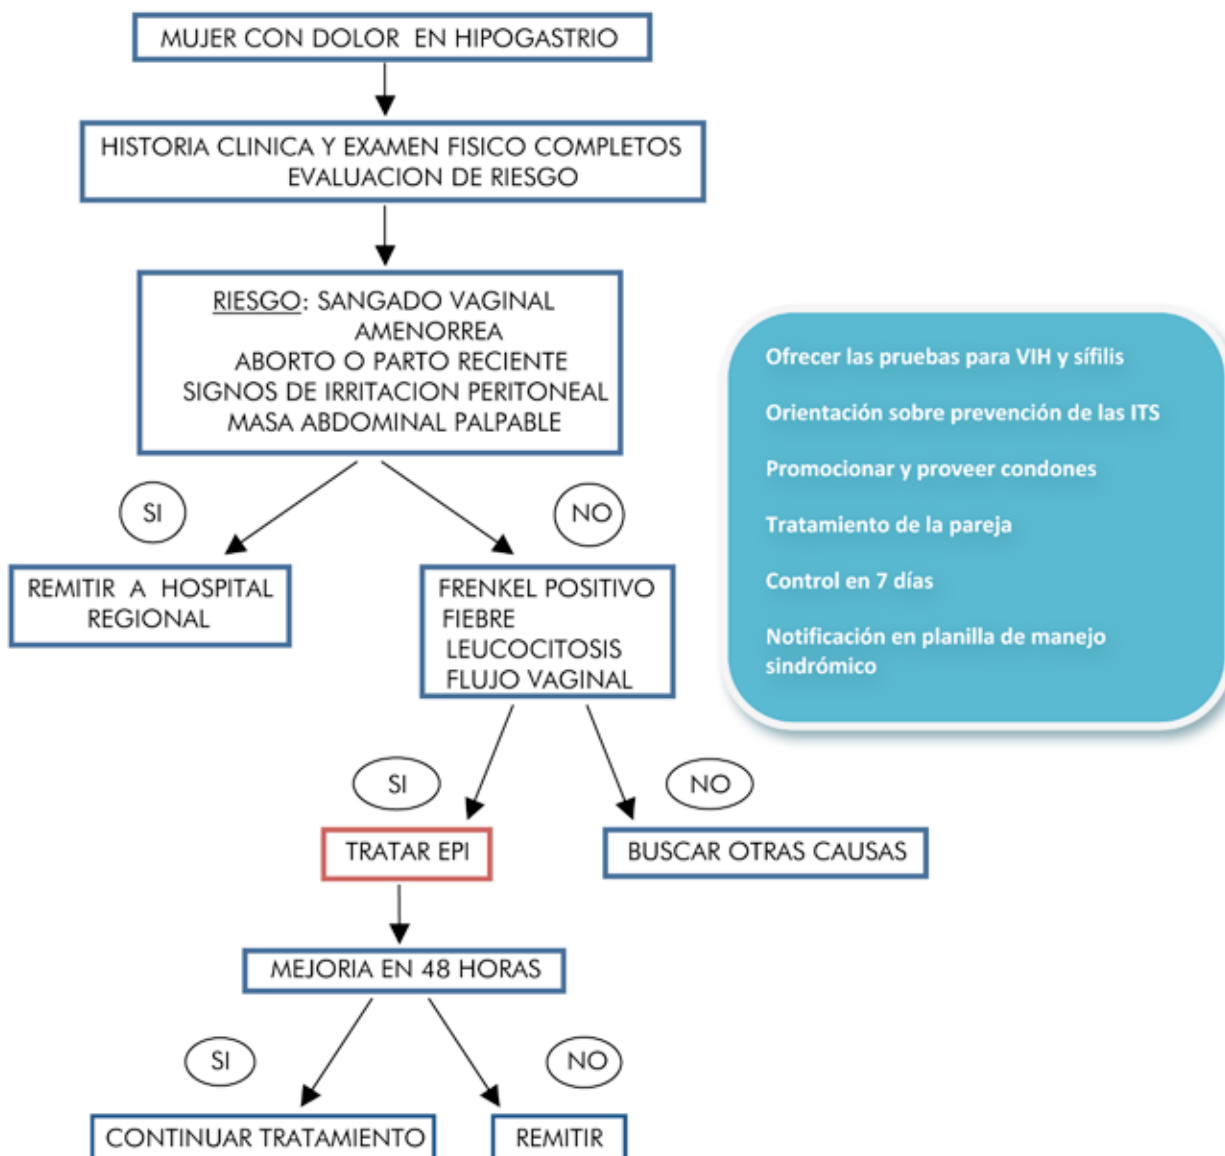 MUJER CON DOLOR EN HIPOGASTRIO
HISTORIA CLINICA Y EXAMEN FISICO COMPLETOS
EVALUACION DE RIESGO
RIESGO: SANGADO VAGINAL
AMENORREA
ABORTO O PARTO RECIENTE
SIGNOS DE IRRITACION PERITONEAL
MASA ABDOMINAL PALPABLE
SI
NO
REMITIR A HOSPITAL
REGIONAL
FRENKEL POSITIVO
FIEBRE
LEUCOCITOSIS
FLUJO VAGINAL
SI
NO
TRATAR EPI
BUSCAR OTRAS CAUSAS
MEJORIA EN 48 HORAS
SI
NO
CONTINUAR TRATAMIENTO
REMITIR
Ofrecer las pruebas para VIH y sífilis
Orientación sobre prevención de las ITS
Promocionar y proveer condones
Tratamiento de la pareja
Control en 7 días
Notificación en planilla de manejo
sindrómico